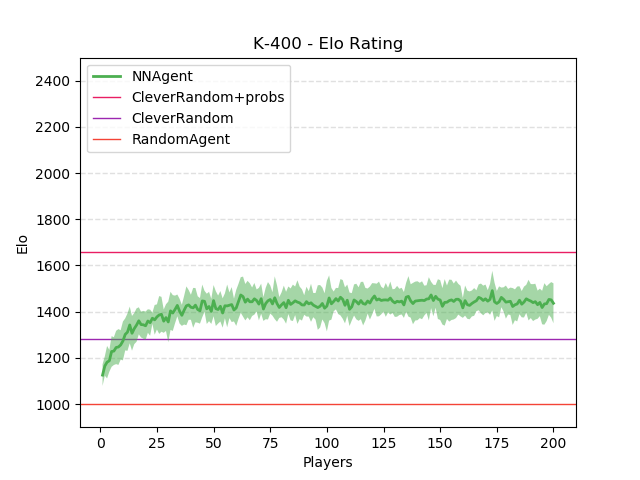 K-400 - Elo Rating
NNAgent
CleverRandom+probs
CleverRandom
RandomAgent
2400
2200
2000
1800
1600
1400
1200
1000
Elo
0 25 50 75 100 125 150 175 200
Players